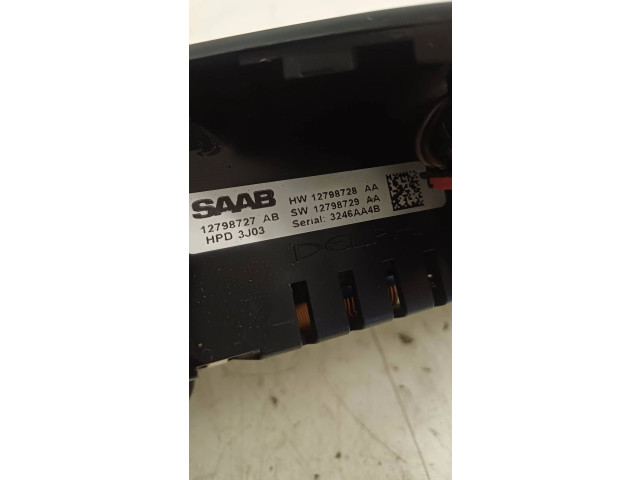 SAAB
12798727 AB
HPD 3J03
HW 12798728 AA
SW 12798729 AA
Serial: 3246AA4B